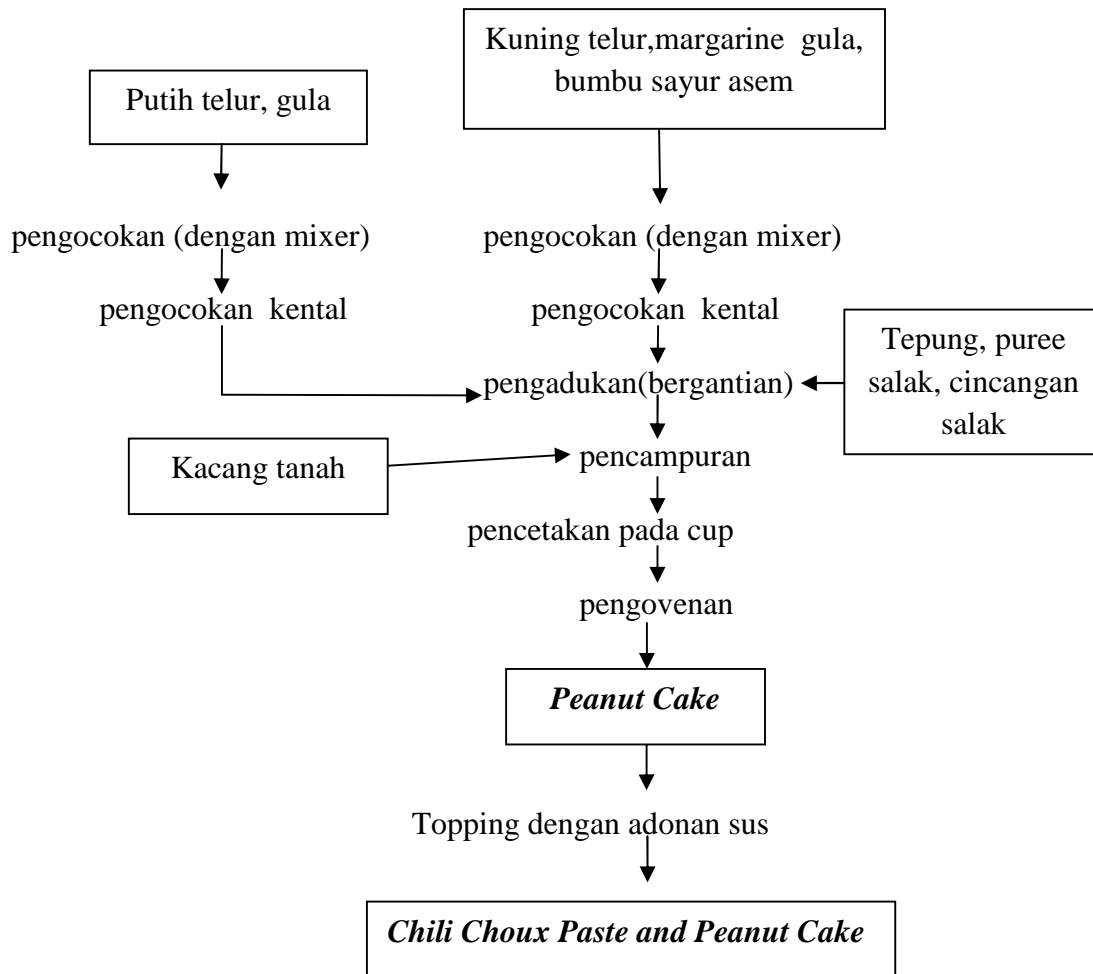 Kuning telur,margarine  gula,
bumbu sayur asem
Putih telur, gula
pengocokan (dengan mixer)
pengocokan (dengan mixer)
pengocokan  kental
pengocokan  kental
Tepung, puree
salak, cincangan
salak
pengadukan(bergantian)
Kacang tanah
pencampuran
pencetakan pada cup
pengovenan
Peanut Cake
Topping dengan adonan sus
Chili Choux Paste and Peanut Cake